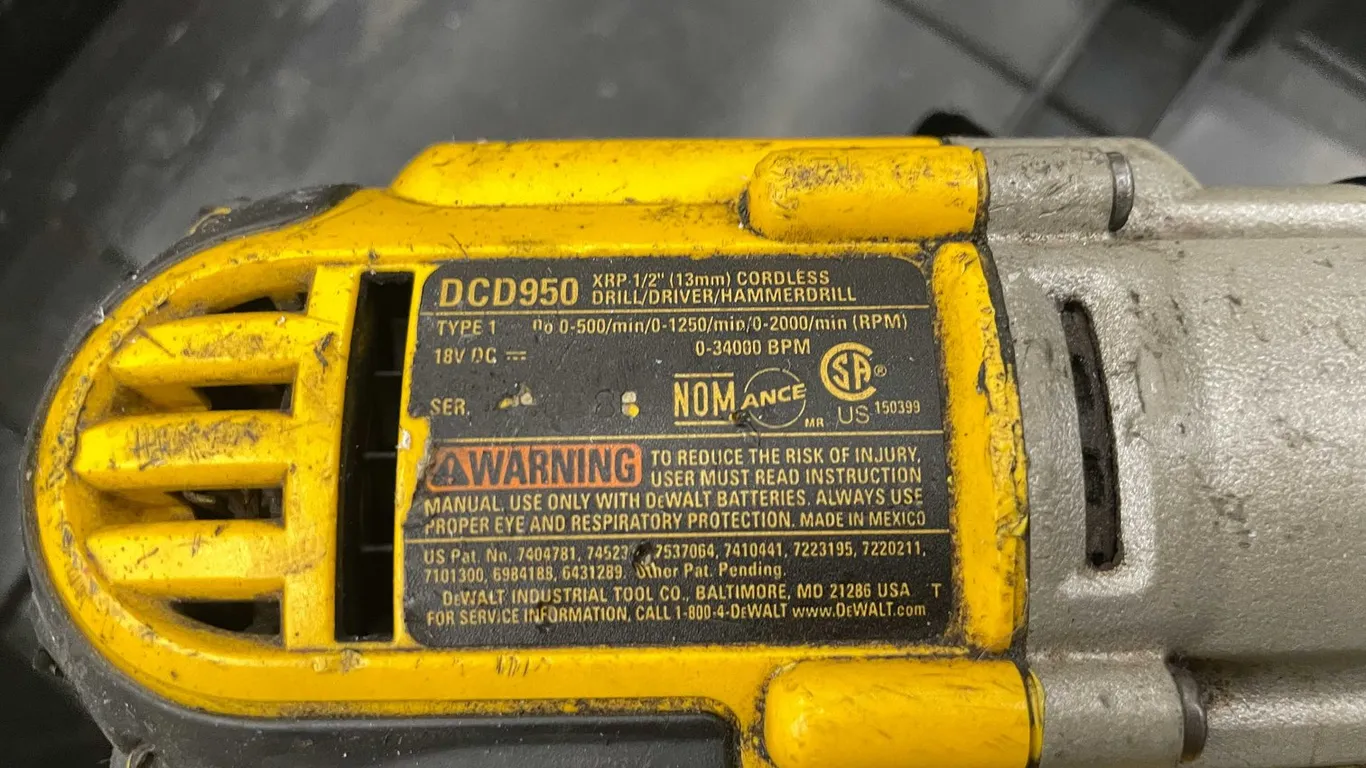 DCD950 XRP 1/2" (13mm) CORDLESS
DRILL/DRIVER/HAMMERDRILL
TYPE 1 no 0-500/min/0-1250/min/0-2000/min (RPM)
18V DC 0-34000 BPM
SER.
NOM ANCE MR SA® US 150399
WARNING TO REDUCE THE RISK OF INJURY,
USER MUST READ INSTRUCTION
MANUAL. USE ONLY WITH DEWALT BATTERIES. ALWAYS USE
PROPER EYE AND RESPIRATORY PROTECTION. MADE IN MEXICO
US Pat. No. 7404781, 7537064, 7410441, 7223195, 7220211,
7101300, 6984188, 6431289. Other Pat. Pending.
DEWALT INDUSTRIAL TOOL CO., BALTIMORE, MD 21286 USA T
FOR SERVICE INFORMATION, CALL 1-800-4-DEWALT www.DEWALT.com